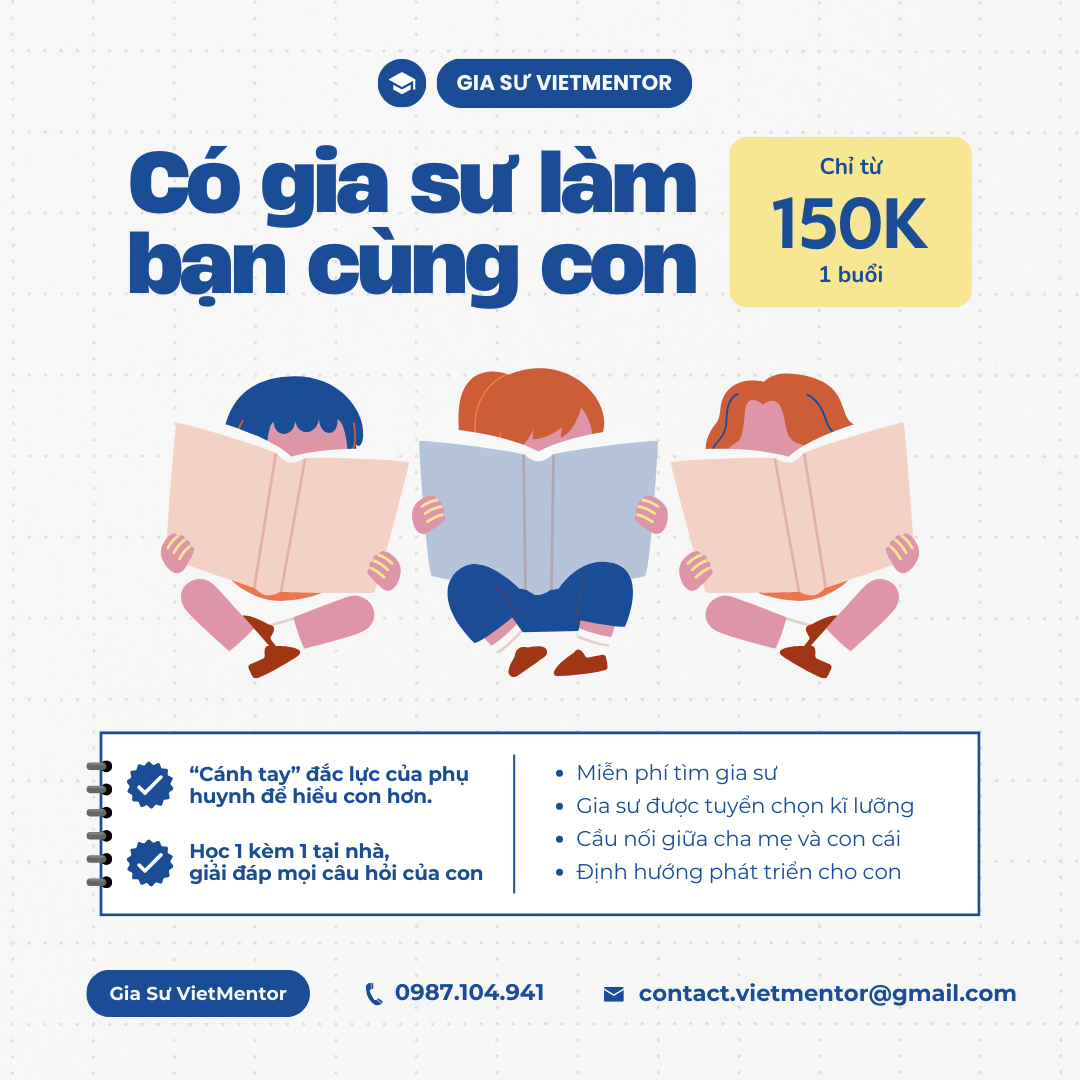 GIA SƯ VIETMENTOR
Có gia sư làm
bạn cùng con
Chỉ từ
150K
1 buổi
“Cánh tay” đắc lực của phụ
huynh để hiểu con hơn.
Học 1 kèm 1 tại nhà,
giải đáp mọi câu hỏi của con
• Miễn phí tìm gia sư
• Gia sư được tuyển chọn kĩ lưỡng
• Cầu nối giữa cha mẹ và con cái
• Định hướng phát triển cho con
Gia Sư VietMentor
0987.104.941
contact.vietmentor@gmail.com